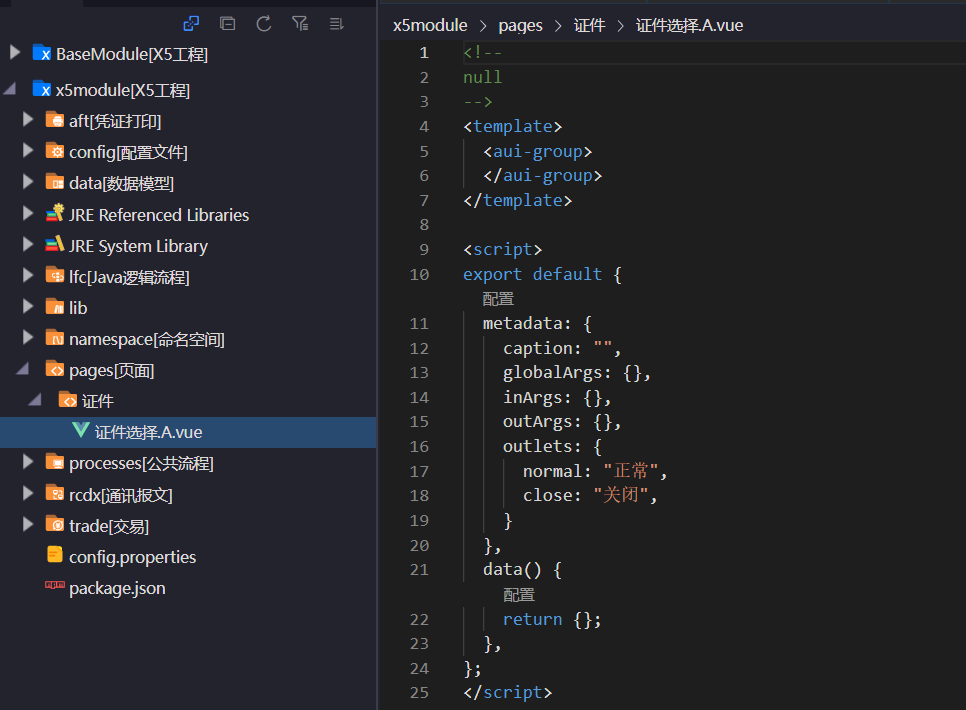 BaseModule[X5工程]
x5module[X5工程]
aft[凭证打印]
config[配置文件]
data[数据模型]
JRE Referenced Libraries
JRE System Library
lfc[Java逻辑流程]
lib
namespace[命名空间]
pages[页面]
证件
证件选择.A.vue
processes[公共流程]
rcdx[通讯报文]
trade[交易]
config.properties
package.json
x5module > pages > 证件 > 证件选择.A.vue
1 <!--
2 null
3 -->
4 <template>
5   <aui-group>
6   </aui-group>
7 </template>
8
9 <script>
10 export default {
配置
11   metadata: {
12     caption: "",
13     globalArgs: {},
14     inArgs: {},
15     outArgs: {},
16     outlets: {
17       normal: "正常",
18       close: "关闭",
19     }
20   },
21   data() {
配置
22     return {};
23   },
24 };
25 </script>